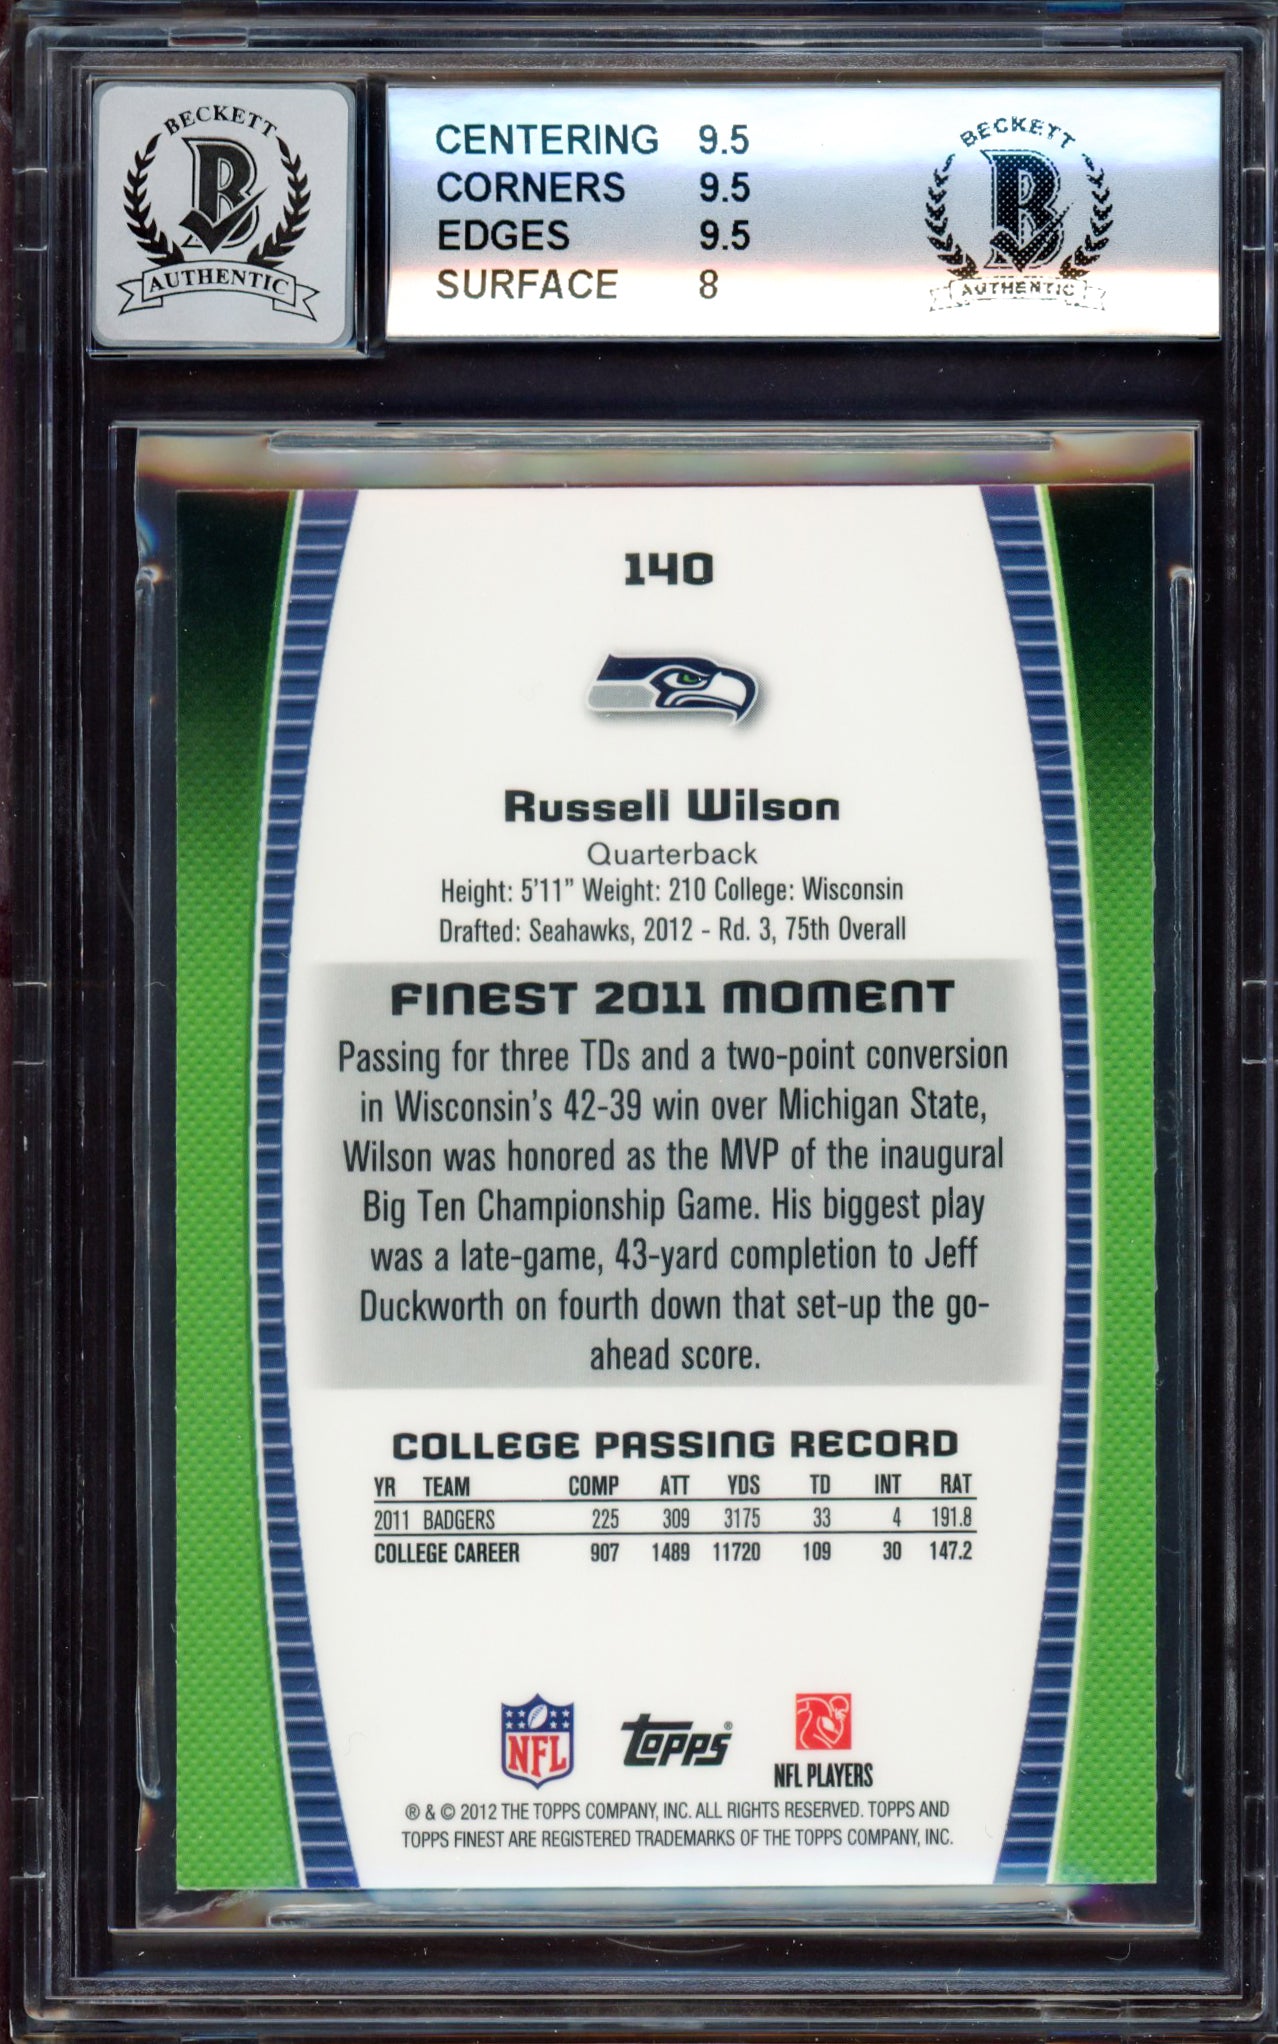 BECKETT
B
AUTHENTIC
CENTERING 9.5
CORNERS 9.5
EDGES 9.5
SURFACE 8
BECKETT
B
AUTHENTIC
140
Russell Wilson
Quarterback
Height: 5'11" Weight: 210 College: Wisconsin
Drafted: Seahawks, 2012 - Rd. 3, 75th Overall
FINEST 2011 MOMENT
Passing for three TDs and a two-point conversion
in Wisconsin's 42-39 win over Michigan State,
Wilson was honored as the MVP of the inaugural
Big Ten Championship Game. His biggest play
was a late-game, 43-yard completion to Jeff
Duckworth on fourth down that set-up the go-
ahead score.
COLLEGE PASSING RECORD
YR TEAM COMP ATT YDS TD INT RAT
2011 BADGERS 225 309 3175 33 4 191.8
COLLEGE CAREER 907 1489 11720 109 30 147.2
NFL
topps®
NFL PLAYERS
® & © 2012 THE TOPPS COMPANY, INC. ALL RIGHTS RESERVED. TOPPS AND
TOPPS FINEST ARE REGISTERED TRADEMARKS OF THE TOPPS COMPANY, INC.